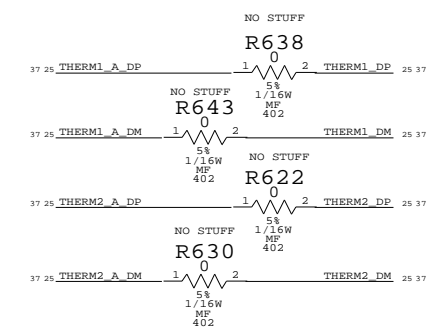 NO STUFF
R638
0
37 25 THERM1_A_DP 1 2 THERM1_DP 25 37
5%
1/16W
MF
402
NO STUFF
R643
0
37 25 THERM1_A_DM 1 2 THERM1_DM 25 37
5%
1/16W
MF
402
NO STUFF
R622
0
37 25 THERM2_A_DP 1 2 THERM2_DP 25 37
5%
1/16W
MF
402
NO STUFF
R630
0
37 25 THERM2_A_DM 1 2 THERM2_DM 25 37
5%
1/16W
MF
402